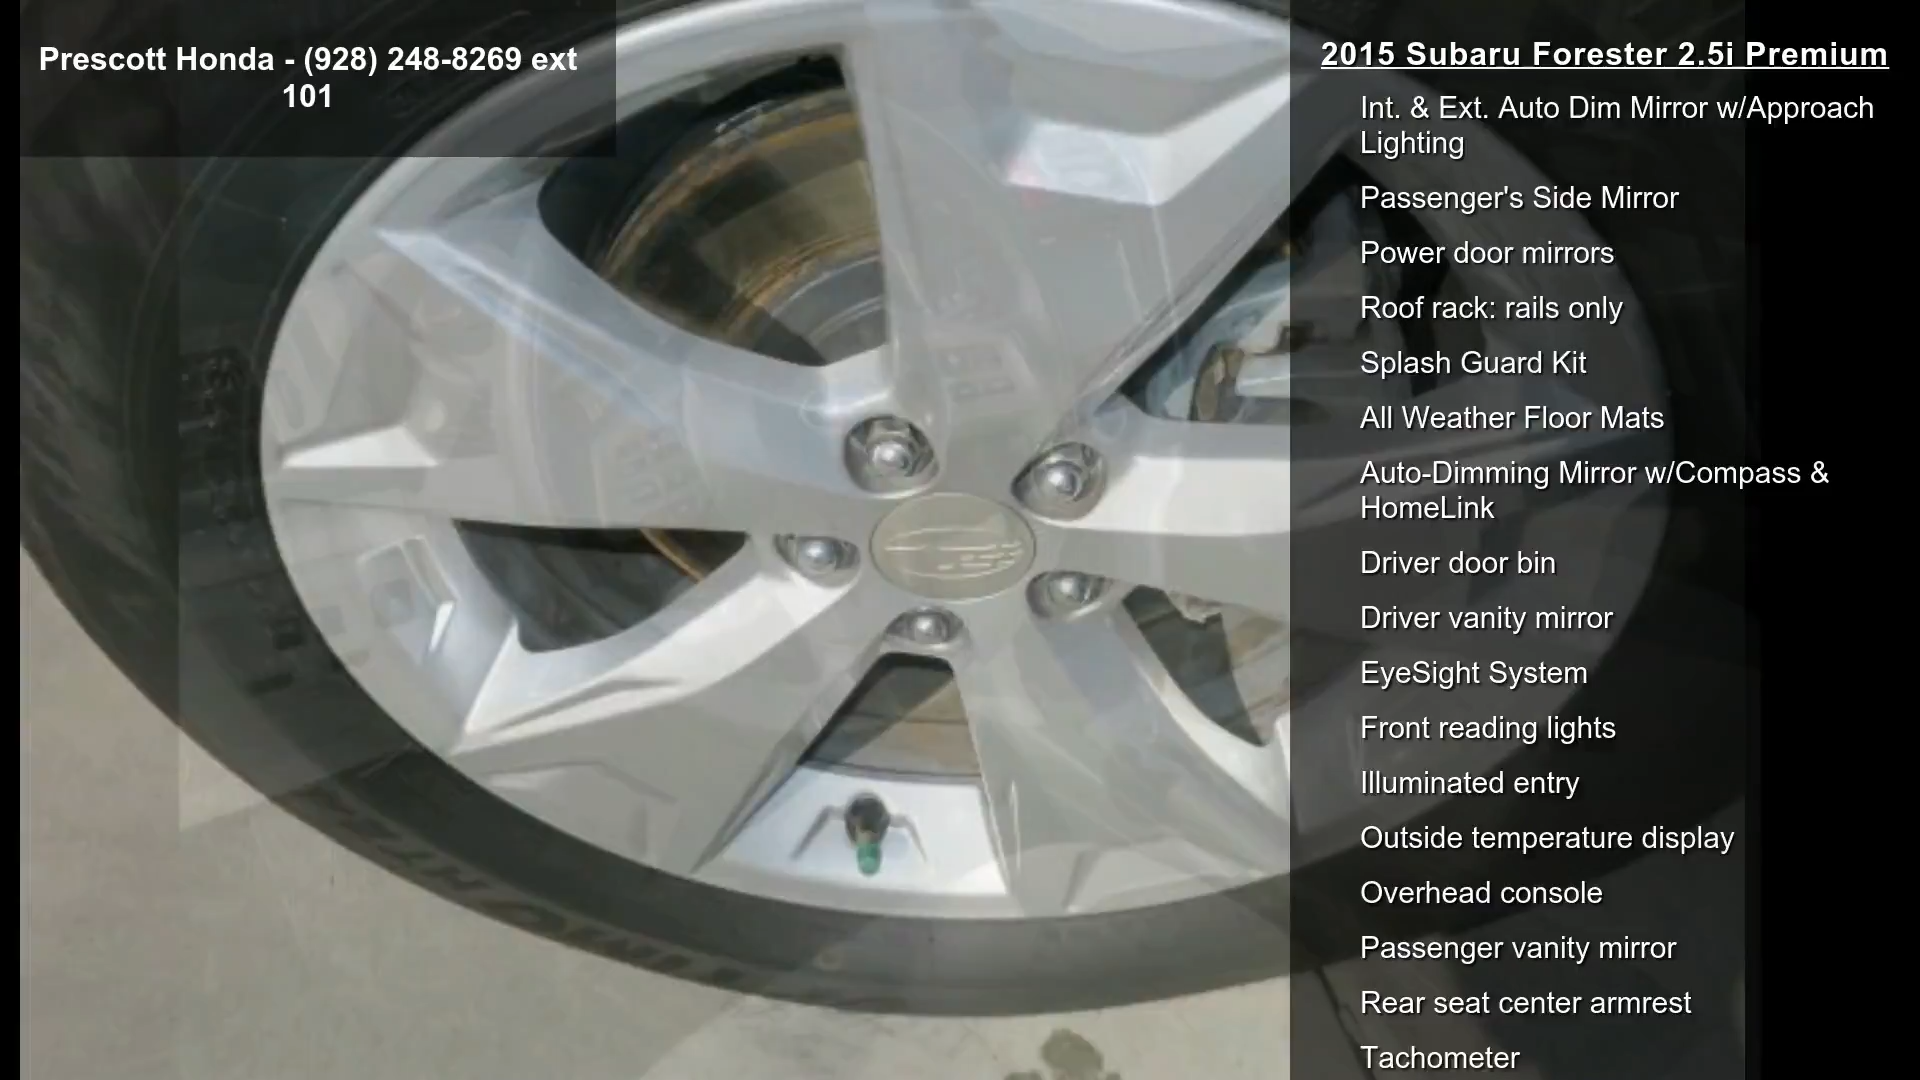 Prescott Honda - (928) 248-8269 ext
101
2015 Subaru Forester 2.5i Premium
Int. & Ext. Auto Dim Mirror w/Approach
Lighting
Passenger's Side Mirror
Power door mirrors
Roof rack: rails only
Splash Guard Kit
All Weather Floor Mats
Auto-Dimming Mirror w/Compass &
HomeLink
Driver door bin
Driver vanity mirror
EyeSight System
Front reading lights
Illuminated entry
Outside temperature display
Overhead console
Passenger vanity mirror
Rear seat center armrest
Tachometer